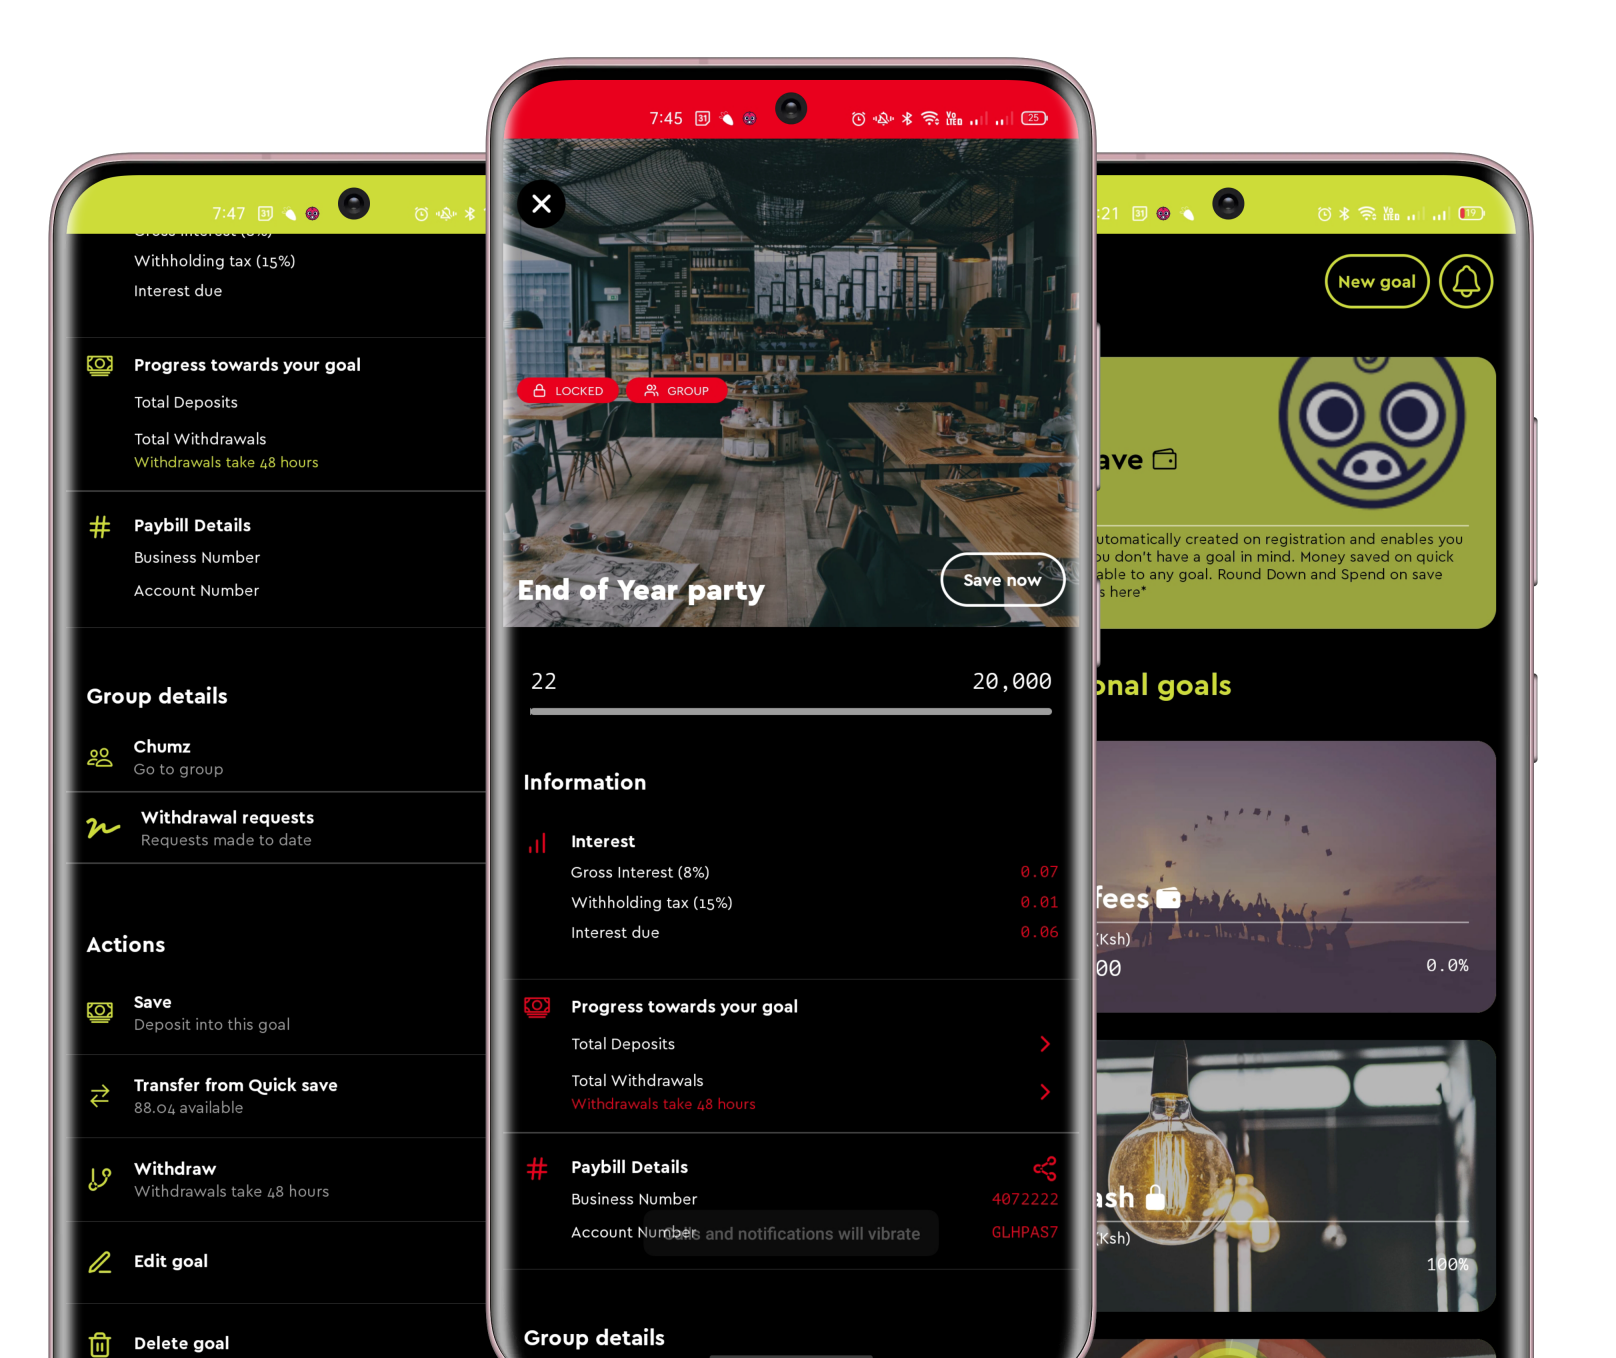 7:47
31
Withholding tax (15%)
Interest due
Progress towards your goal
Total Deposits
Total Withdrawals
Withdrawals take 48 hours
Paybill Details
Business Number
Account Number
Group details
Chumz
Go to group
Withdrawal requests
Requests made to date
Actions
Save
Deposit into this goal
Transfer from Quick save
88.04 available
Withdraw
Withdrawals take 48 hours
Edit goal
Delete goal
7:45
31
Vo LTE
25
LOCKED
GROUP
End of Year party
Save now
22
20,000
Information
Interest
Gross Interest (8%)
0.07
Withholding tax (15%)
0.01
Interest due
0.06
Progress towards your goal
Total Deposits
Total Withdrawals
Withdrawals take 48 hours
Paybill Details
Business Number
4072222
Account Number
GLHPAS7
Calls and notifications will vibrate
Group details
:21
31
19
New goal
ave
utomatically created on registration and enables you
ou don't have a goal in mind. Money saved on quick
able to any goal. Round Down and Spend on save
s here*
onal goals
fees
(Ksh)
00
0.0%
ash
(Ksh)
100%